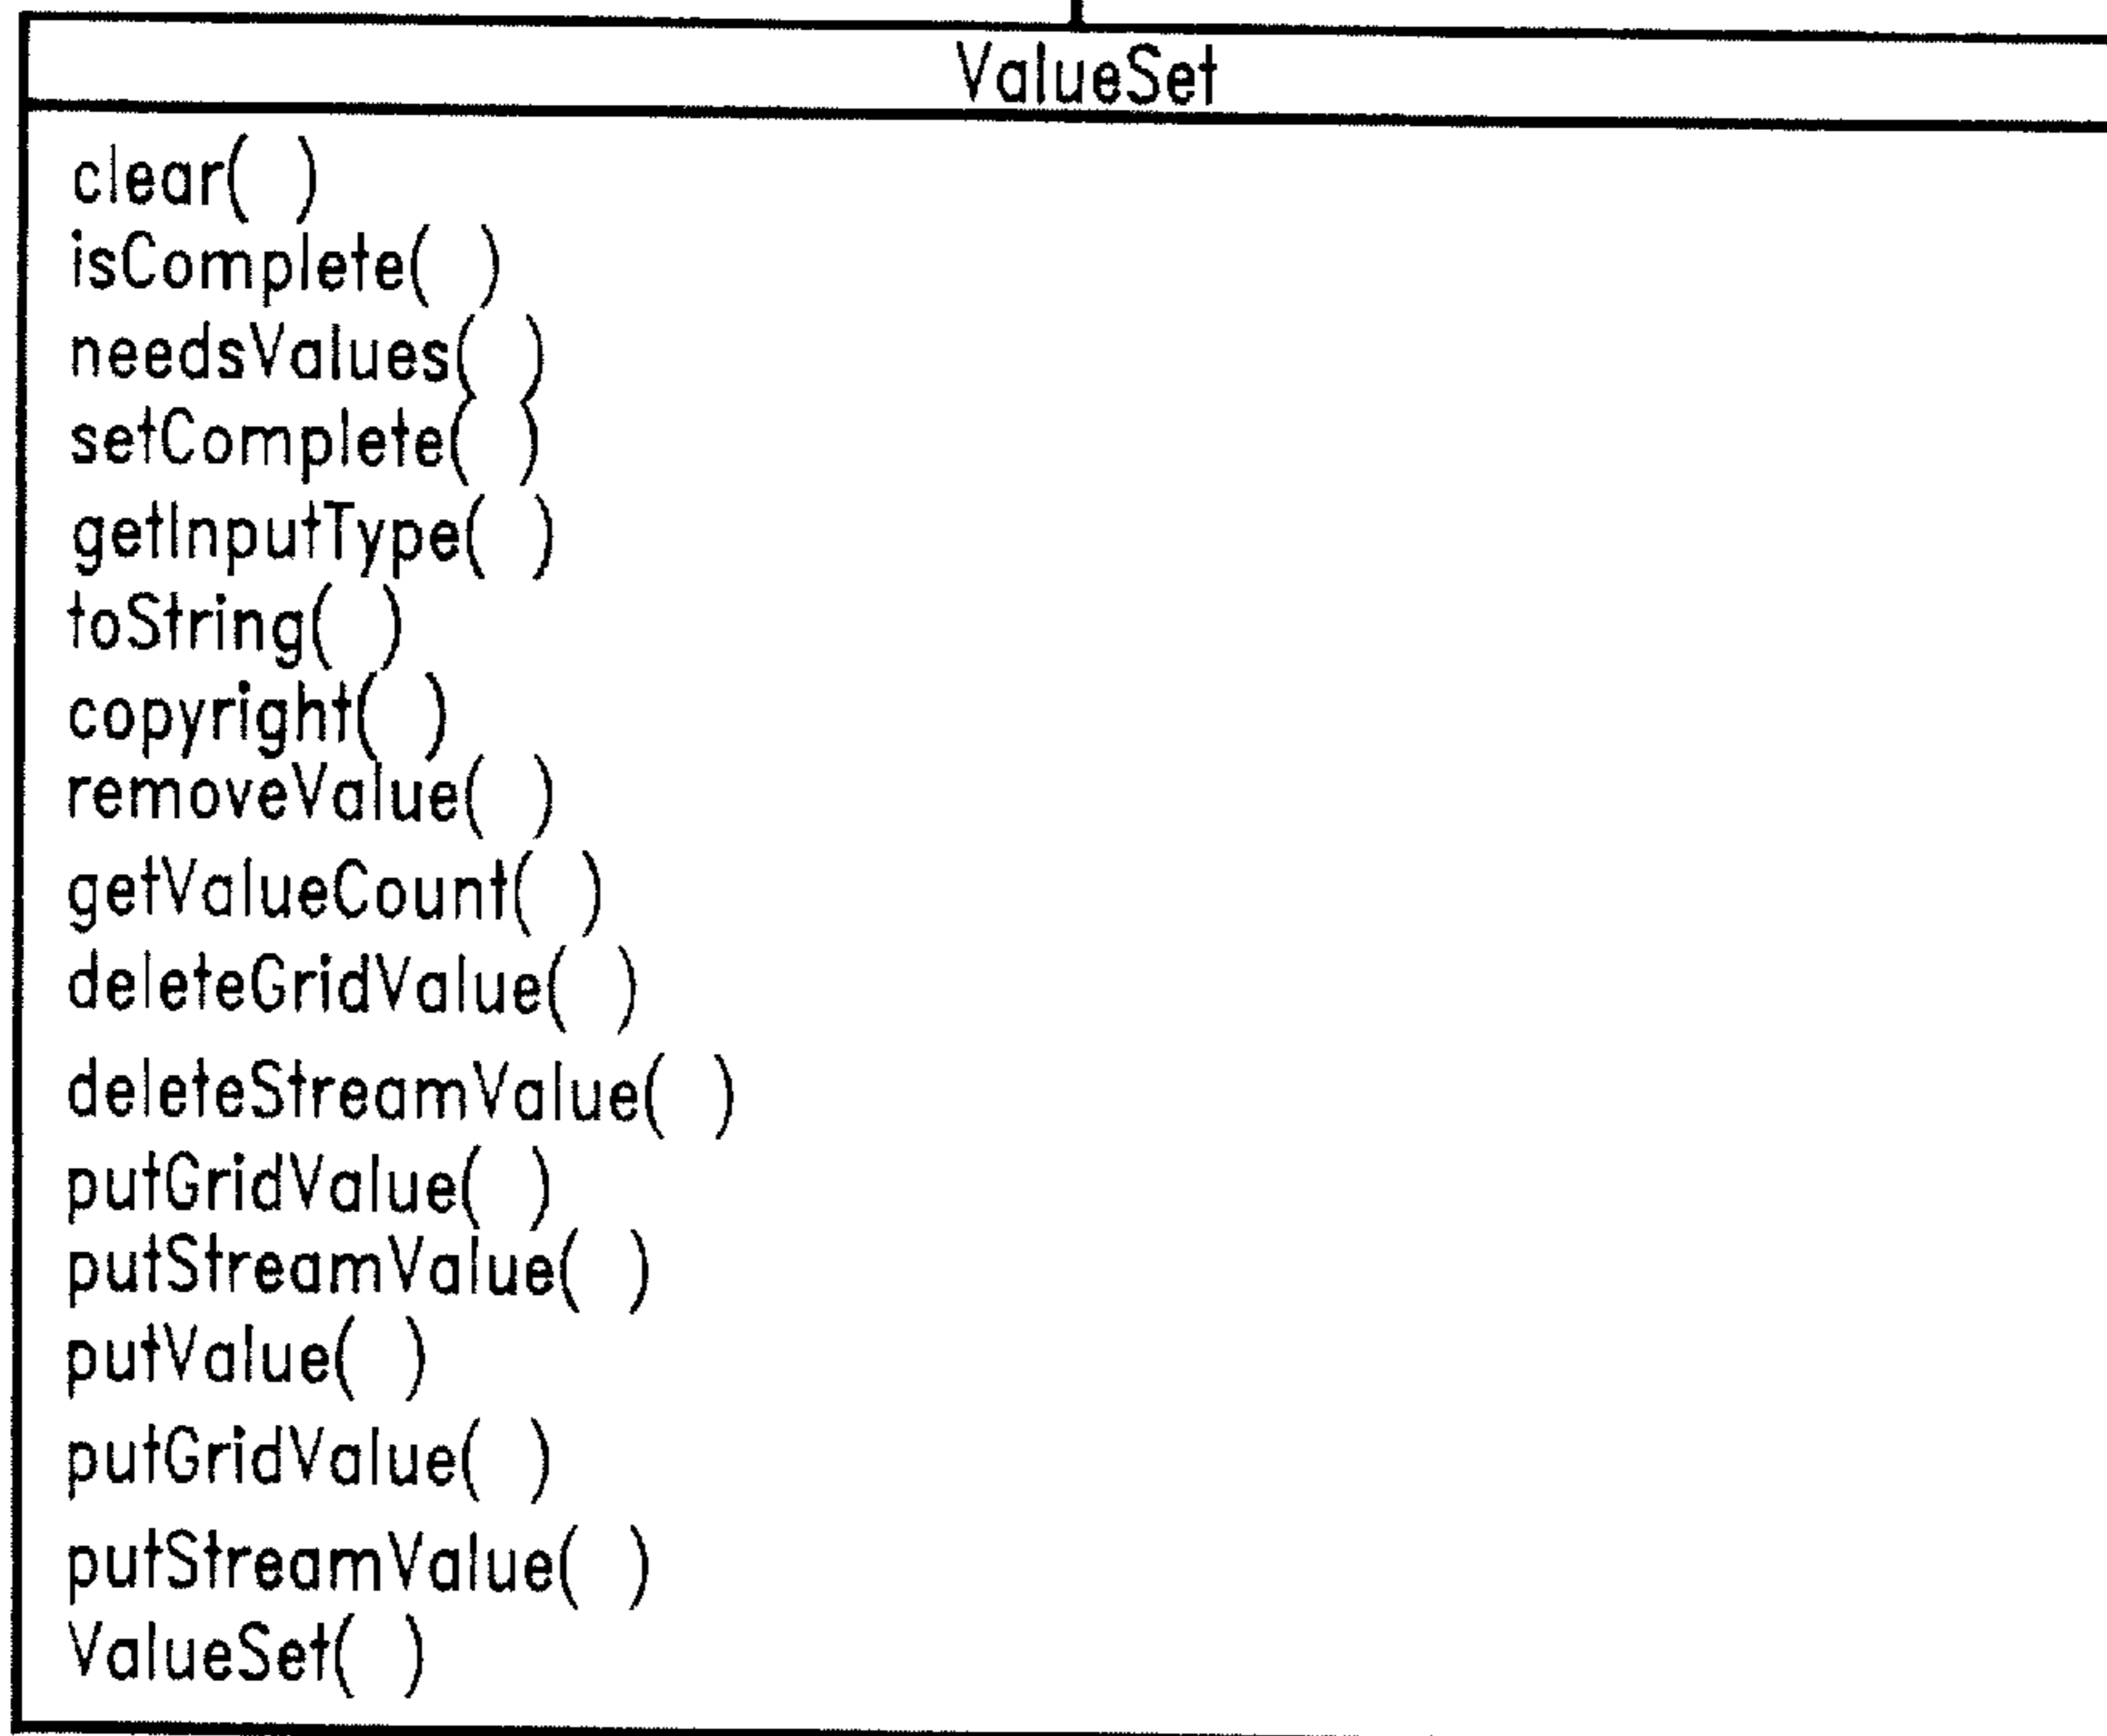 ValueSet
clear( )
isComplete( )
needsValues( )
setComplete( )
getInputType( )
toString( )
copyright( )
removeValue( )
getValueCount( )
deleteGridValue( )
deleteStreamValue( )
putGridValue( )
putStreamValue( )
putValue( )
putGridValue( )
putStreamValue( )
ValueSet( )